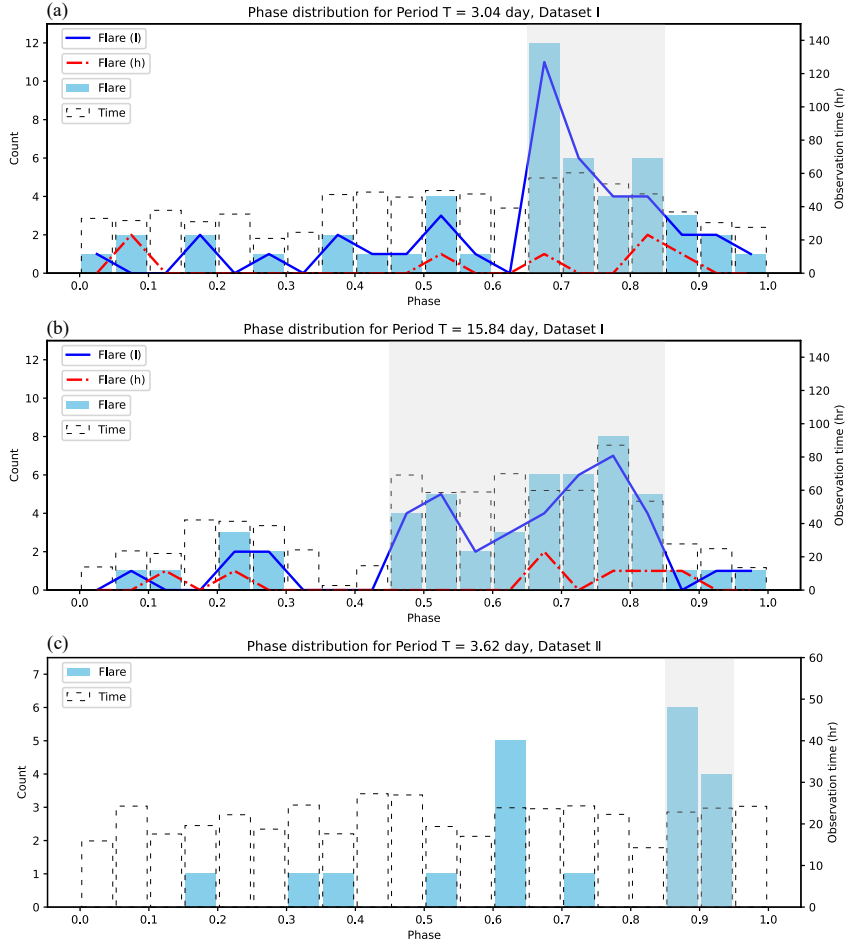 (a)
Phase distribution for Period T = 3.04 day, Dataset I
Flare (l)
Flare (h)
Flare
Time
Count
0
2
4
6
8
10
12
Observation time (hr)
0
20
40
60
80
100
120
140
0.0 0.1 0.2 0.3 0.4 0.5 0.6 0.7 0.8 0.9 1.0
Phase
(b)
Phase distribution for Period T = 15.84 day, Dataset I
Flare (l)
Flare (h)
Flare
Time
Count
0
2
4
6
8
10
12
Observation time (hr)
0
20
40
60
80
100
120
140
0.0 0.1 0.2 0.3 0.4 0.5 0.6 0.7 0.8 0.9 1.0
Phase
(c)
Phase distribution for Period T = 3.62 day, Dataset II
Flare
Time
Count
0
1
2
3
4
5
6
7
Observation time (hr)
0
10
20
30
40
50
60
0.0 0.1 0.2 0.3 0.4 0.5 0.6 0.7 0.8 0.9 1.0
Phase